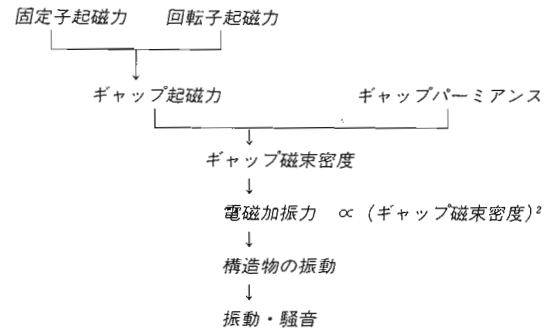 固定子起磁力 回転子起磁力
ギャップ起磁力 ギャップパーミアンス
ギャップ磁束密度
電磁加振力 ∝ (ギャップ磁束密度)²
構造物の振動
振動・騒音